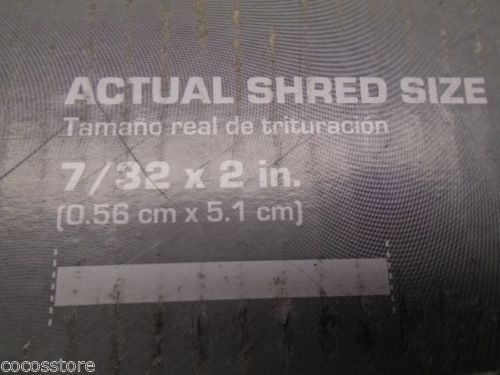 ACTUAL SHRED SIZE
Tamaño real de trituración
7/32 x 2 in.
(0.56 cm x 5.1 cm)
cocosstore